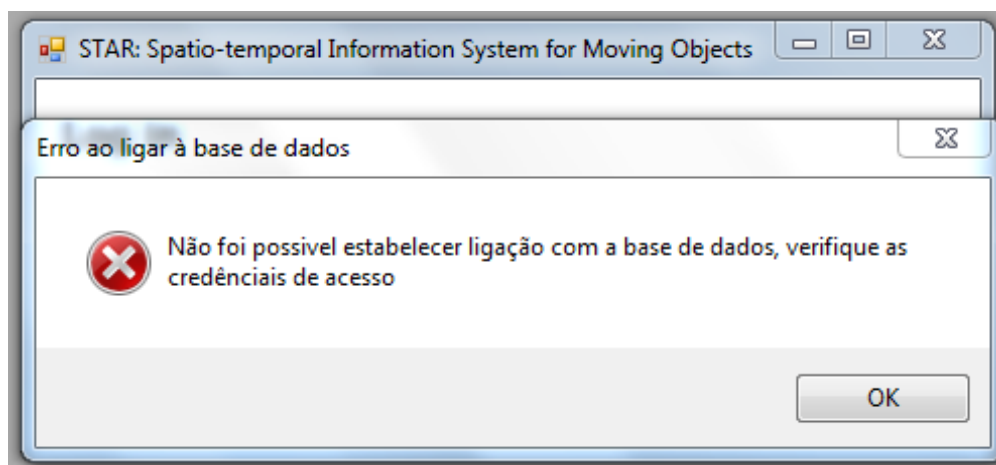 STAR: Spatio-temporal Information System for Moving Objects
Erro ao ligar à base de dados
Não foi possivel estabelecer ligação com a base de dados, verifique as
credênciais de acesso
OK